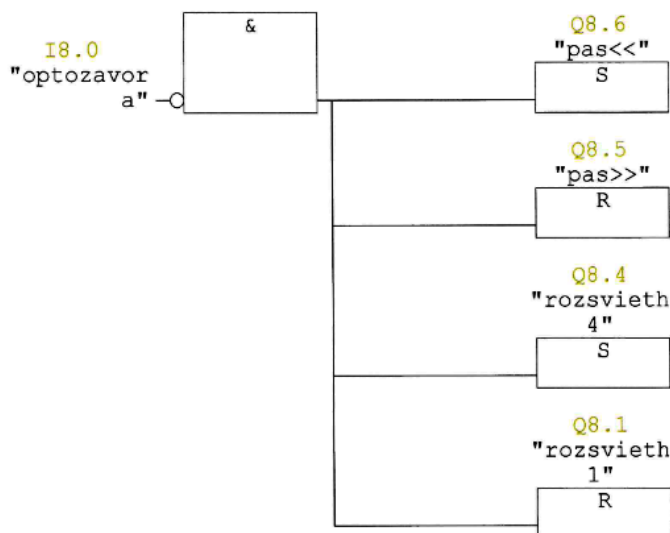 &
I8.0
"optozavor
a"
Q8.6
"pas<<"
S
Q8.5
"pas>>"
R
Q8.4
"rozsvieth
4"
S
Q8.1
"rozsvieth
1"
R